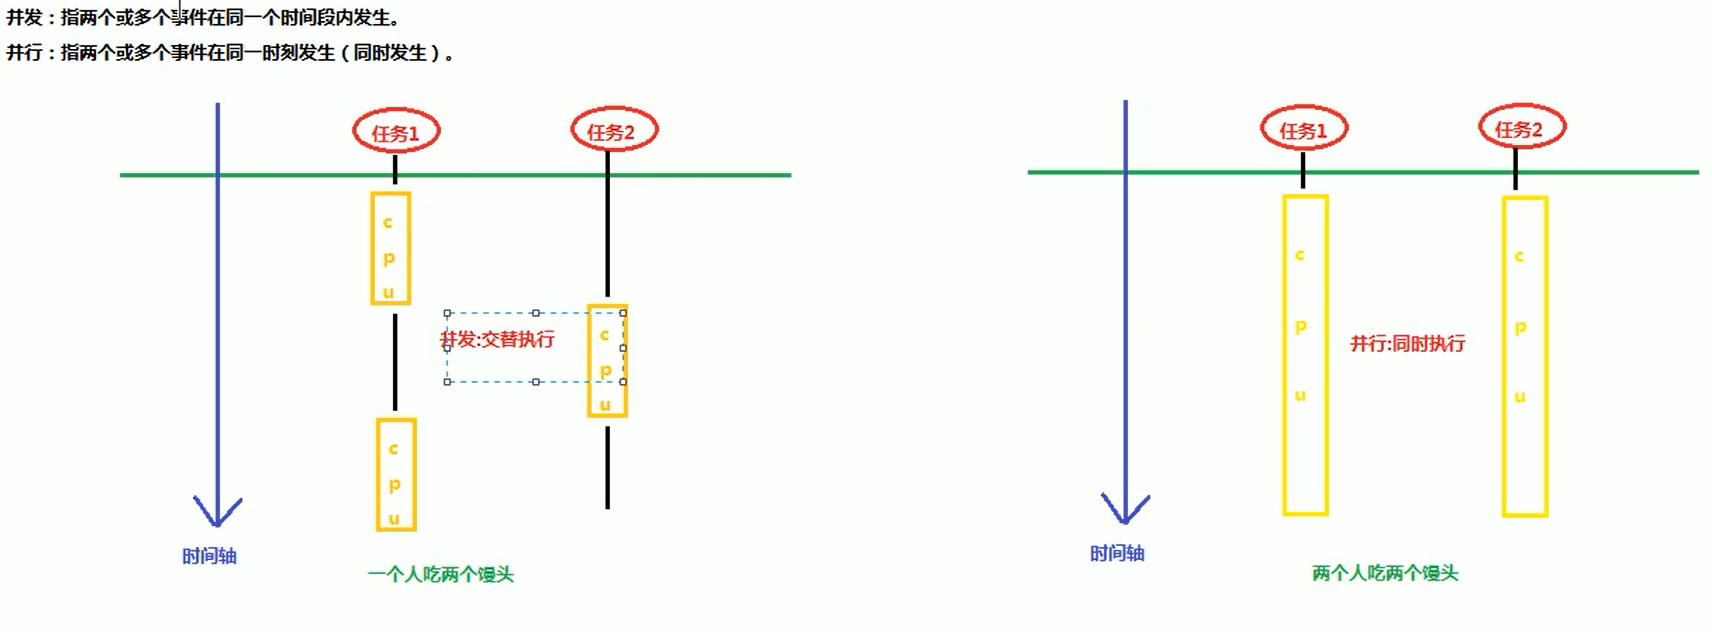 并发：指两个或多个事件在同一个时间段内发生。
并行：指两个或多个事件在同一时刻发生（同时发生）。
任务1
任务2
c
p
u
并发:交替执行
c
p
u
c
p
u
时间轴
一个人吃两个馒头
任务1
任务2
c
p
u
并行:同时执行
c
p
u
时间轴
两个人吃两个馒头